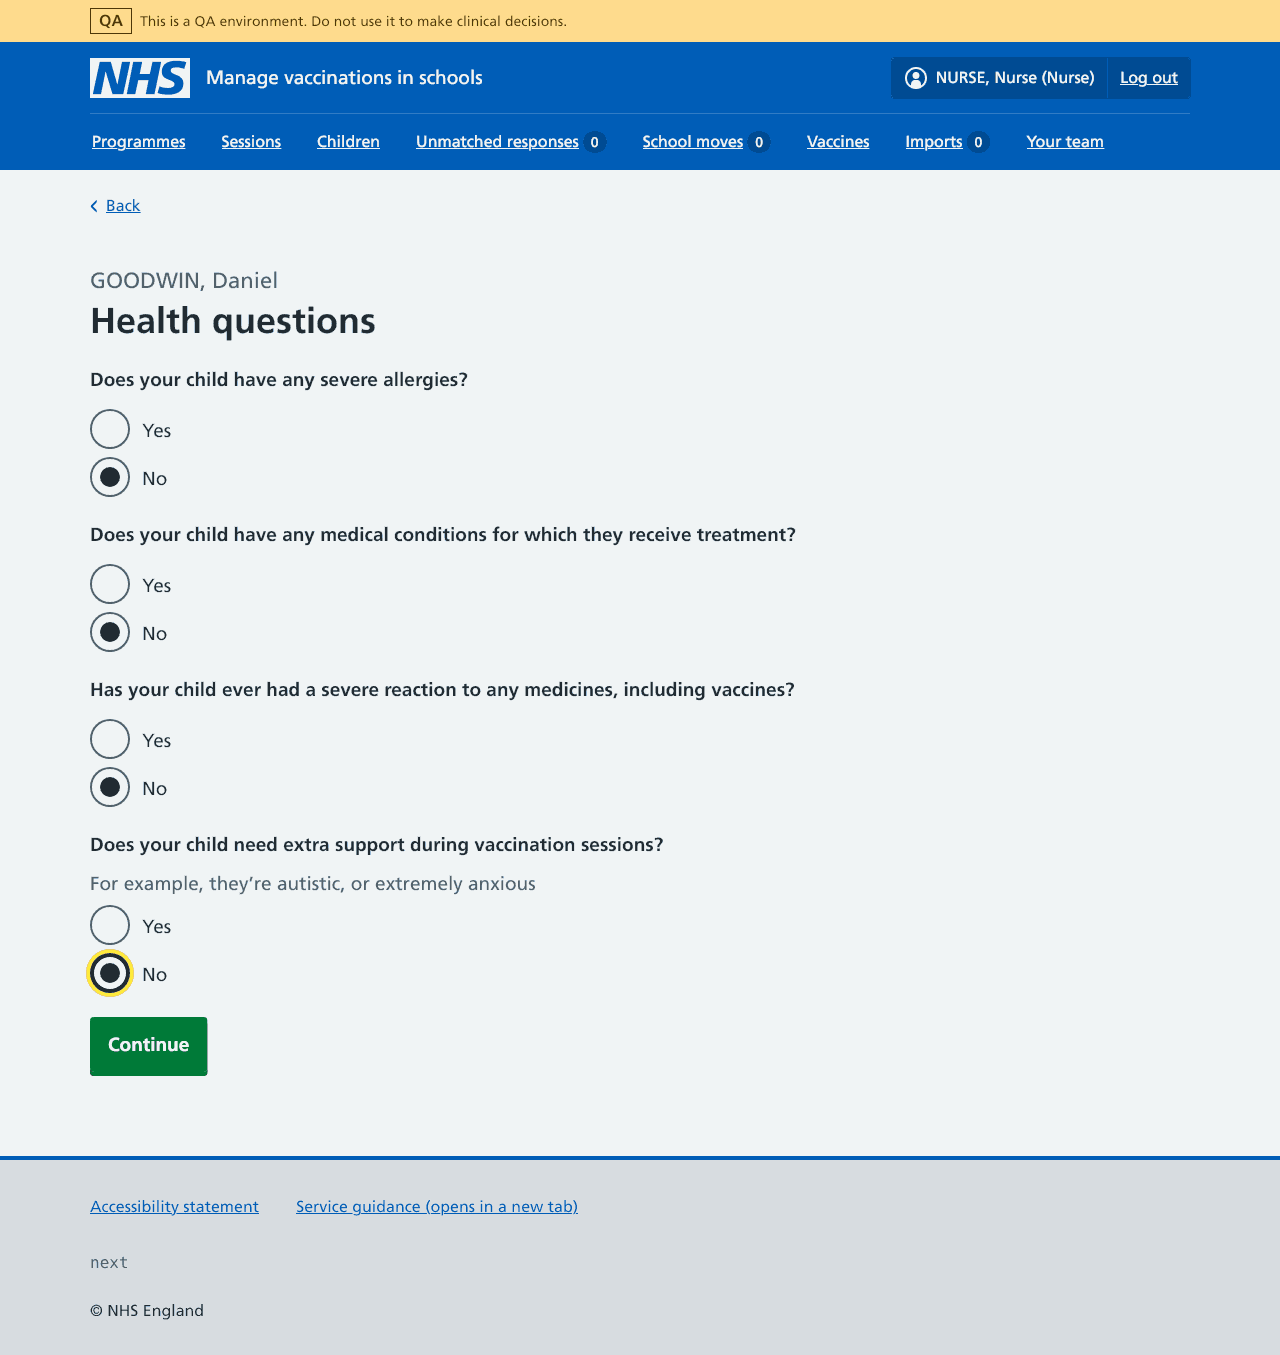 QA This is a QA environment. Do not use it to make clinical decisions.
NHS Manage vaccinations in schools NURSE, Nurse (Nurse) Log out
Programmes Sessions Children Unmatched responses 0 School moves 0 Vaccines Imports 0 Your team
Back
GOODWIN, Daniel
Health questions
Does your child have any severe allergies?
Yes
No
Does your child have any medical conditions for which they receive treatment?
Yes
No
Has your child ever had a severe reaction to any medicines, including vaccines?
Yes
No
Does your child need extra support during vaccination sessions?
For example, they’re autistic, or extremely anxious
Yes
No
Continue
Accessibility statement Service guidance (opens in a new tab)
next
© NHS England